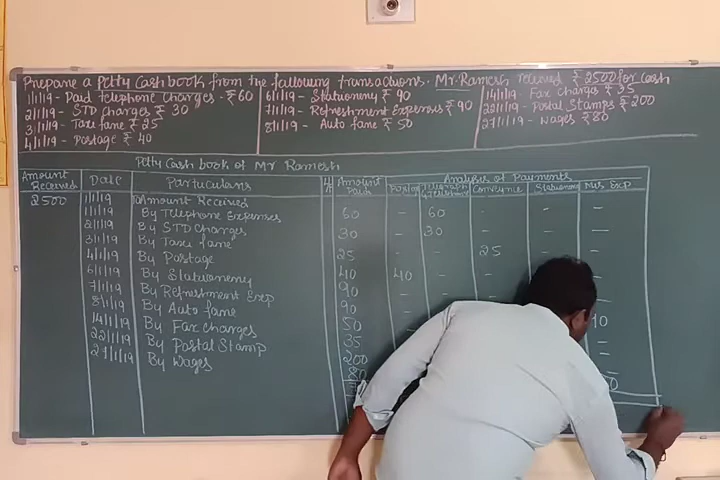 Prepare a Petty Cash book from the following transactions. Mr. Ramesh received ₹ 2500 for Cash
1/1/19 - Paid Telephone Charges - ₹ 60
2/1/19 - STD Charges ₹ 30
3/1/19 - Taxi fare ₹ 25
4/1/19 - Postage ₹ 40
6/1/19 - Stationery ₹ 90
7/1/19 - Refreshment Expenses ₹ 90
8/1/19 - Auto fare ₹ 50
14/1/19 - Fax Charges ₹ 35
22/1/19 - Postal Stamps ₹ 200
27/1/19 - Wages ₹ 80
Petty Cash book of Mr Ramesh
Amount Received Date Particulars Amount Paid Analysis of Payments
Postage Conveyance Stationery Mis Exp
2500 1/1/19 To Amount Received
1/1/19 By Telephone Expenses 60 - 60 - - -
2/1/19 By STD Charges 30 - 30 - - -
3/1/19 By Taxi fare 25 - - 25 - -
4/1/19 By Postage 40 40 - - -
6/1/19 By Stationery 90 - - -
7/1/19 By Refreshment Exp 90 - 10
8/1/19 By Auto fare 50 -
14/1/19 By Fax Charges 35 -
22/1/19 By Postal Stamp 200 -
27/1/19 By Wages 80